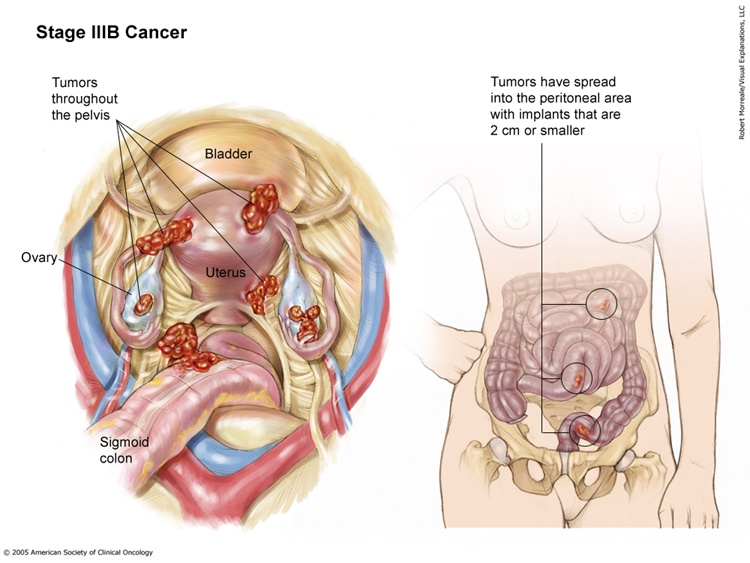 Stage IIIB Cancer
Tumors
throughout
the pelvis
Bladder
Ovary
Uterus
Sigmoid
colon
Tumors have spread
into the peritoneal area
with implants that are
2 cm or smaller
Robert Morreale/Visual Explanations, LLC
© 2005 American Society of Clinical Oncology